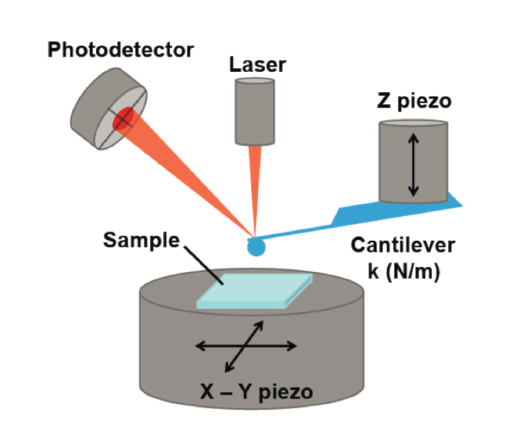 Photodetector
Laser
Z piezo
Sample
Cantilever
k (N/m)
X – Y piezo